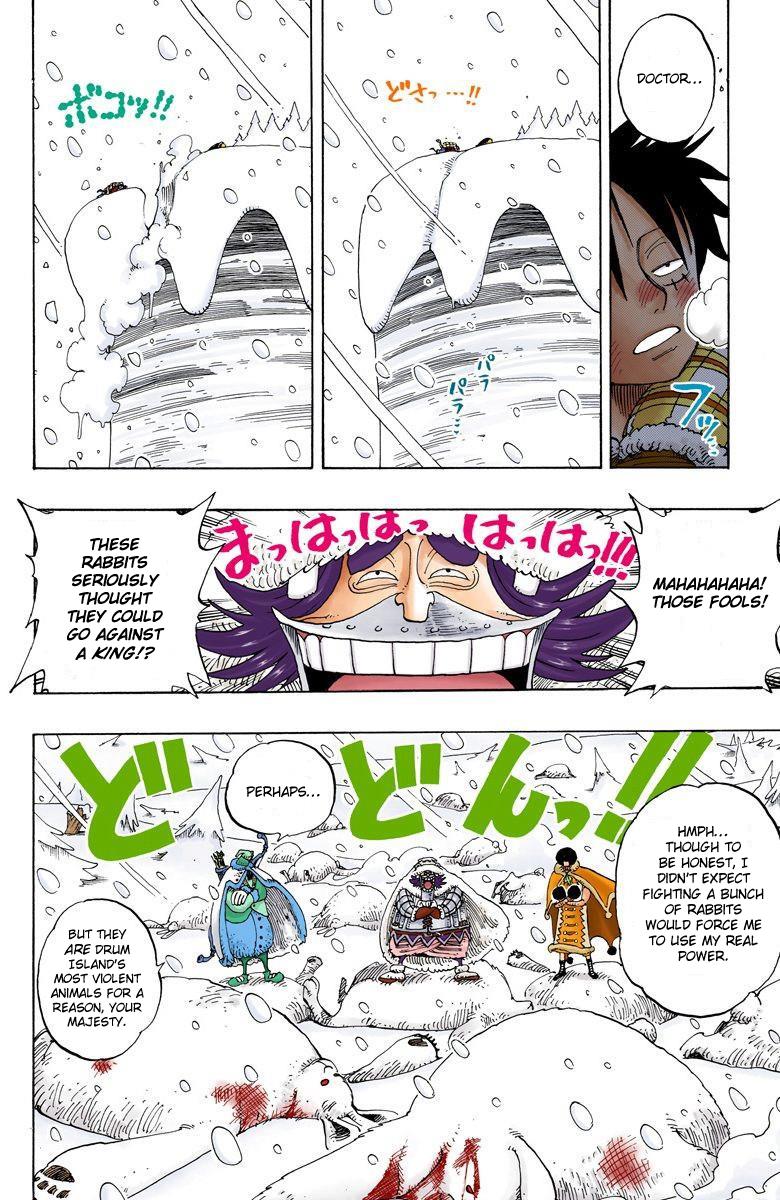 DOCTOR...
フッ...
どさっ…!!
パラ
パラ…
ボコッ!!
MAHAHAHAHA!
THOSE FOOLS!
まっはっはっ はっはっ!!!
THESE
RABBITS
SERIOUSLY
THOUGHT
THEY COULD
GO AGAINST
A KING!?
ど どんっ!!
HMPH...
THOUGH TO
BE HONEST, I
DIDN'T EXPECT
FIGHTING A BUNCH
OF RABBITS
WOULD FORCE ME
TO USE MY REAL
POWER.
PERHAPS...
BUT THEY
ARE DRUM
ISLAND'S
MOST VIOLENT
ANIMALS FOR A
REASON, YOUR
MAJESTY.